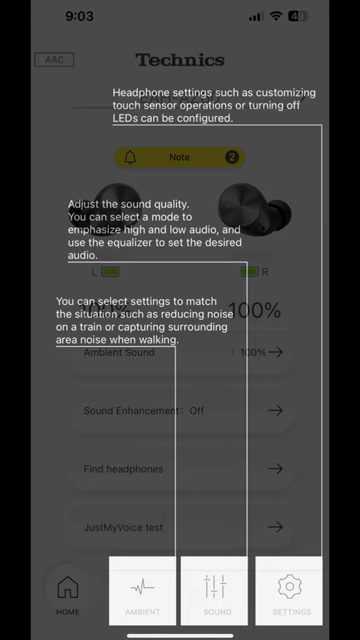 9:03
AAC
Technics
Headphone settings such as customizing
touch sensor operations or turning off
LEDs can be configured.
Note 2
Adjust the sound quality.
You can select a mode to
emphasize high and low audio, and
use the equalizer to set the desired
audio.
L R
You can select settings to match
the situation such as reducing noise
on a train or capturing surrounding
area noise when walking.
100% 100%
Ambient Sound : 100%
Sound Enhancement: Off
Find headphones
JustMyVoice test
HOME AMBIENT SOUND SETTINGS